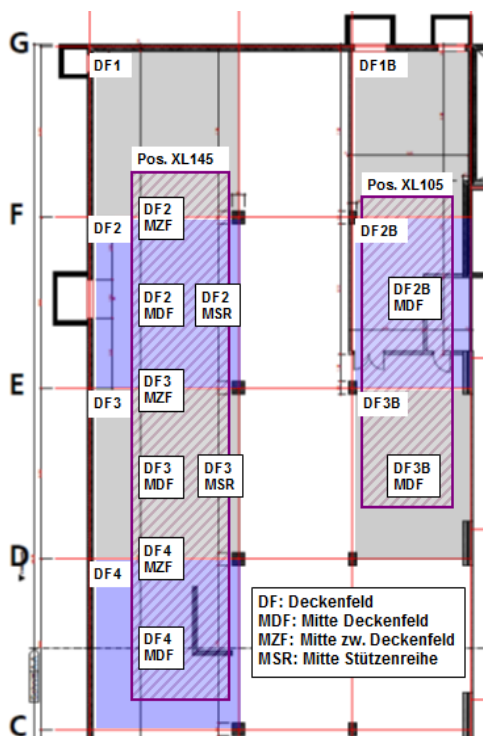 G
DF1
DF1B
Pos. XL145
Pos. XL105
F
DF2
MZF
DF2
DF2B
DF2
MDF
DF2
MSR
DF2B
MDF
E
DF3
MZF
DF3
DF3B
DF3
MDF
DF3
MSR
DF3B
MDF
D
DF4
MZF
DF4
DF: Deckenfeld
MDF: Mitte Deckenfeld
MZF: Mitte zw. Deckenfeld
MSR: Mitte Stützenreihe
DF4
MDF
C